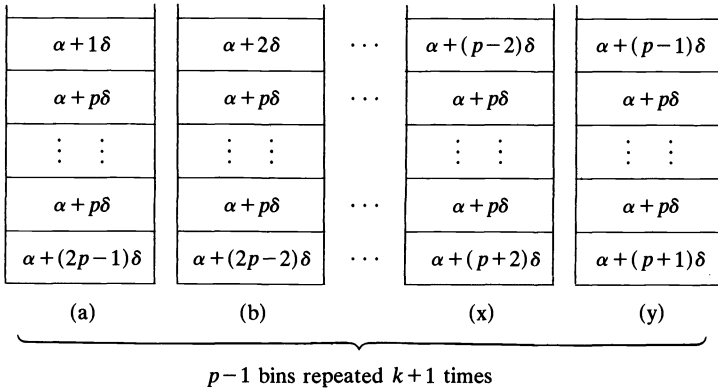 α+1δ α+2δ ··· α+(p−2)δ α+(p−1)δ
α+pδ α+pδ ··· α+pδ α+pδ
⋮ ⋮ ⋮ ⋮ ⋮ ⋮ ⋮ ⋮
α+pδ α+pδ ··· α+pδ α+pδ
α+(2p−1)δ α+(2p−2)δ ··· α+(p+2)δ α+(p+1)δ
(a) (b) (x) (y)
p−1 bins repeated k+1 times